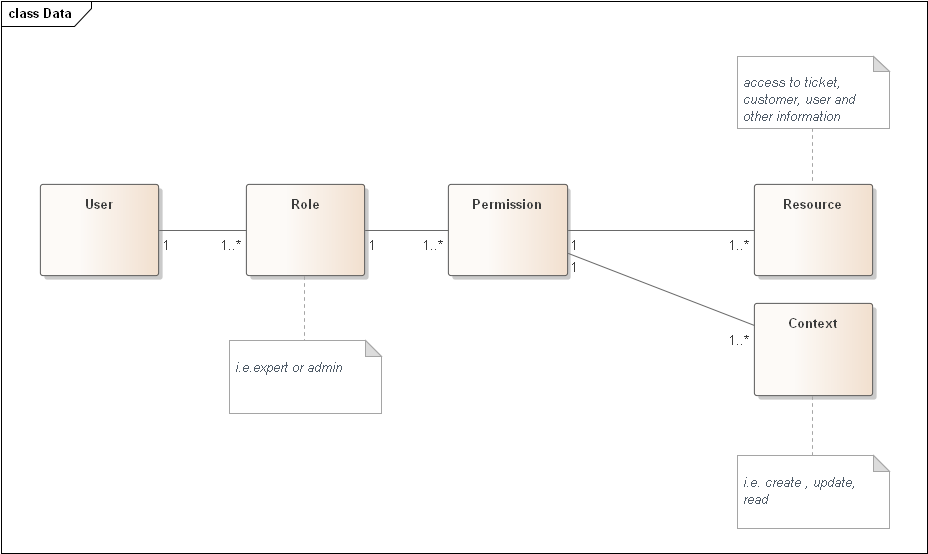 class Data
access to ticket,
customer, user and
other information
User
Role
Permission
Resource
1
1..*
1
1..*
1
1..*
1
Context
1..*
i.e.expert or admin
i.e. create , update,
read